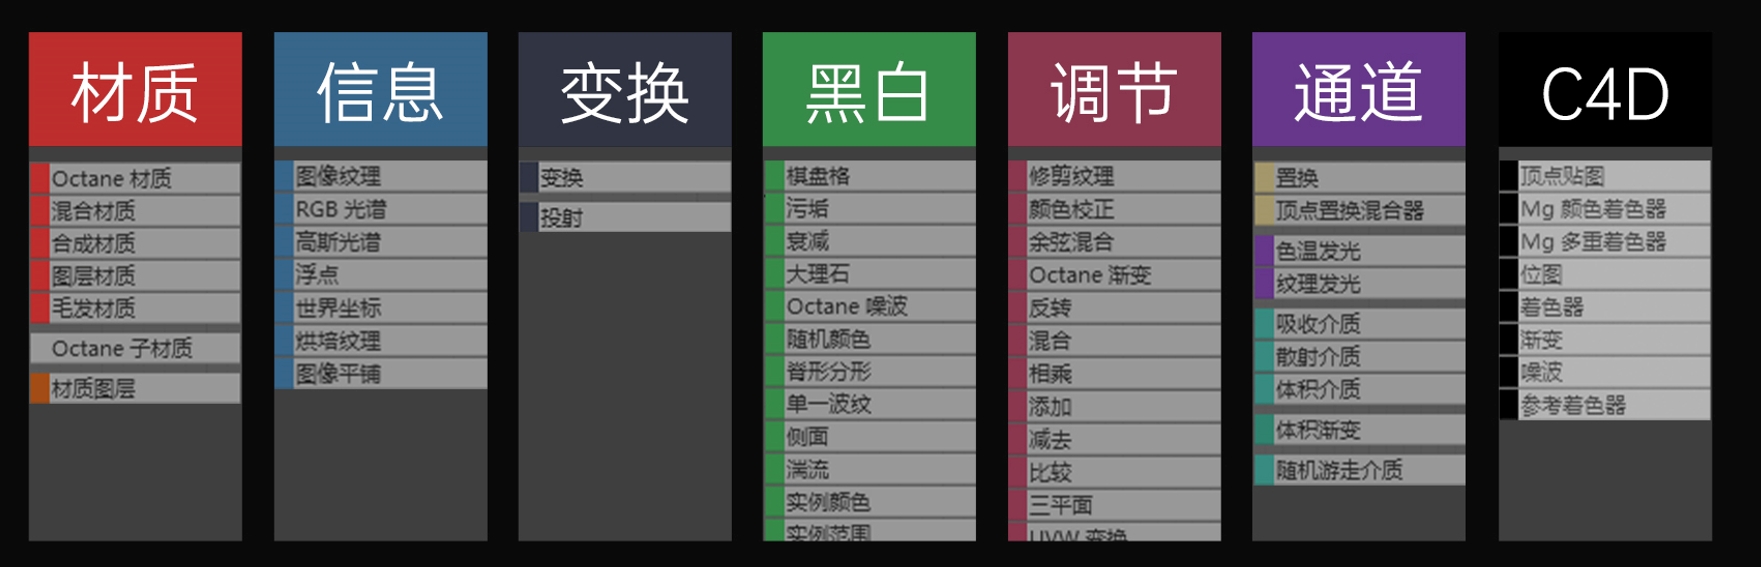 材质
Octane 材质
混合材质
合成材质
图层材质
毛发材质
Octane 子材质
材质图层
信息
图像纹理
RGB 光谱
高斯光谱
浮点
世界坐标
烘培纹理
图像平铺
变换
变换
投射
黑白
棋盘格
污垢
衰减
大理石
Octane 噪波
随机颜色
脊形分形
单一波纹
侧面
湍流
实例颜色
实例范围
调节
修剪纹理
颜色校正
余弦混合
Octane 渐变
反转
混合
相乘
添加
减去
比较
三平面
UVW 变换
通道
置换
顶点置换混合器
色温发光
纹理发光
吸收介质
散射介质
体积介质
体积渐变
随机游走介质
C4D
顶点贴图
Mg 颜色着色器
Mg 多重着色器
位图
着色器
渐变
噪波
参考着色器